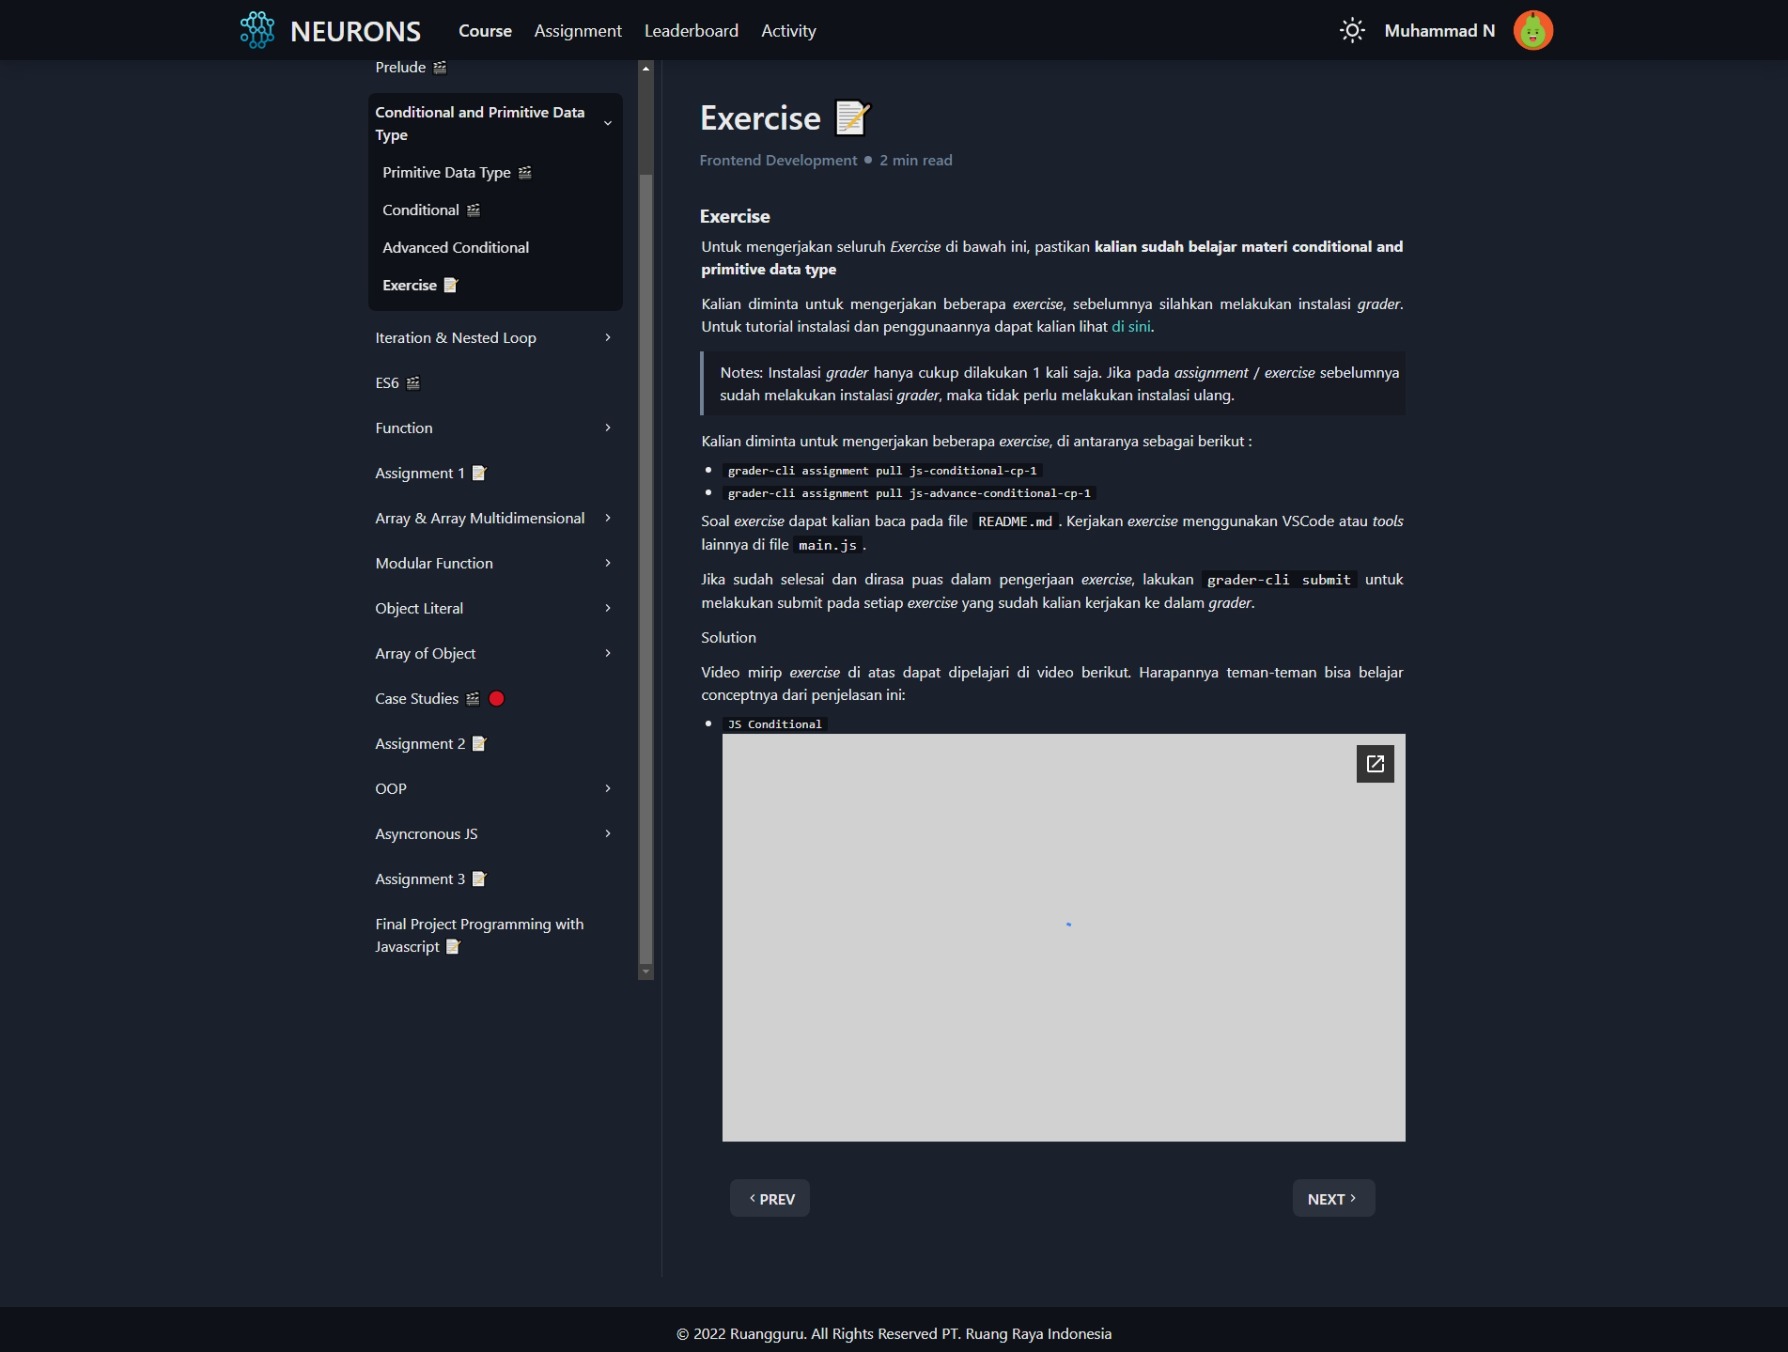 NEURONS
Course Assignment Leaderboard Activity
Muhammad N
Prelude
Conditional and Primitive Data
Type
Primitive Data Type
Conditional
Advanced Conditional
Exercise
Iteration & Nested Loop
ES6
Function
Assignment 1
Array & Array Multidimensional
Modular Function
Object Literal
Array of Object
Case Studies
Assignment 2
OOP
Asyncronous JS
Assignment 3
Final Project Programming with
Javascript
Exercise
Frontend Development • 2 min read
Exercise
Untuk mengerjakan seluruh Exercise di bawah ini, pastikan kalian sudah belajar materi conditional and
primitive data type
Kalian diminta untuk mengerjakan beberapa exercise, sebelumnya silahkan melakukan instalasi grader.
Untuk tutorial instalasi dan penggunaannya dapat kalian lihat di sini.
Notes: Instalasi grader hanya cukup dilakukan 1 kali saja. Jika pada assignment / exercise sebelumnya
sudah melakukan instalasi grader, maka tidak perlu melakukan instalasi ulang.
Kalian diminta untuk mengerjakan beberapa exercise, di antaranya sebagai berikut :
• grader-cli assignment pull js-conditional-cp-1
• grader-cli assignment pull js-advance-conditional-cp-1
Soal exercise dapat kalian baca pada file README.md . Kerjakan exercise menggunakan VSCode atau tools
lainnya di file main.js .
Jika sudah selesai dan dirasa puas dalam pengerjaan exercise, lakukan grader-cli submit untuk
melakukan submit pada setiap exercise yang sudah kalian kerjakan ke dalam grader.
Solution
Video mirip exercise di atas dapat dipelajari di video berikut. Harapannya teman-teman bisa belajar
conceptnya dari penjelasan ini:
• JS Conditional
PREV
NEXT
© 2022 Ruangguru. All Rights Reserved PT. Ruang Raya Indonesia